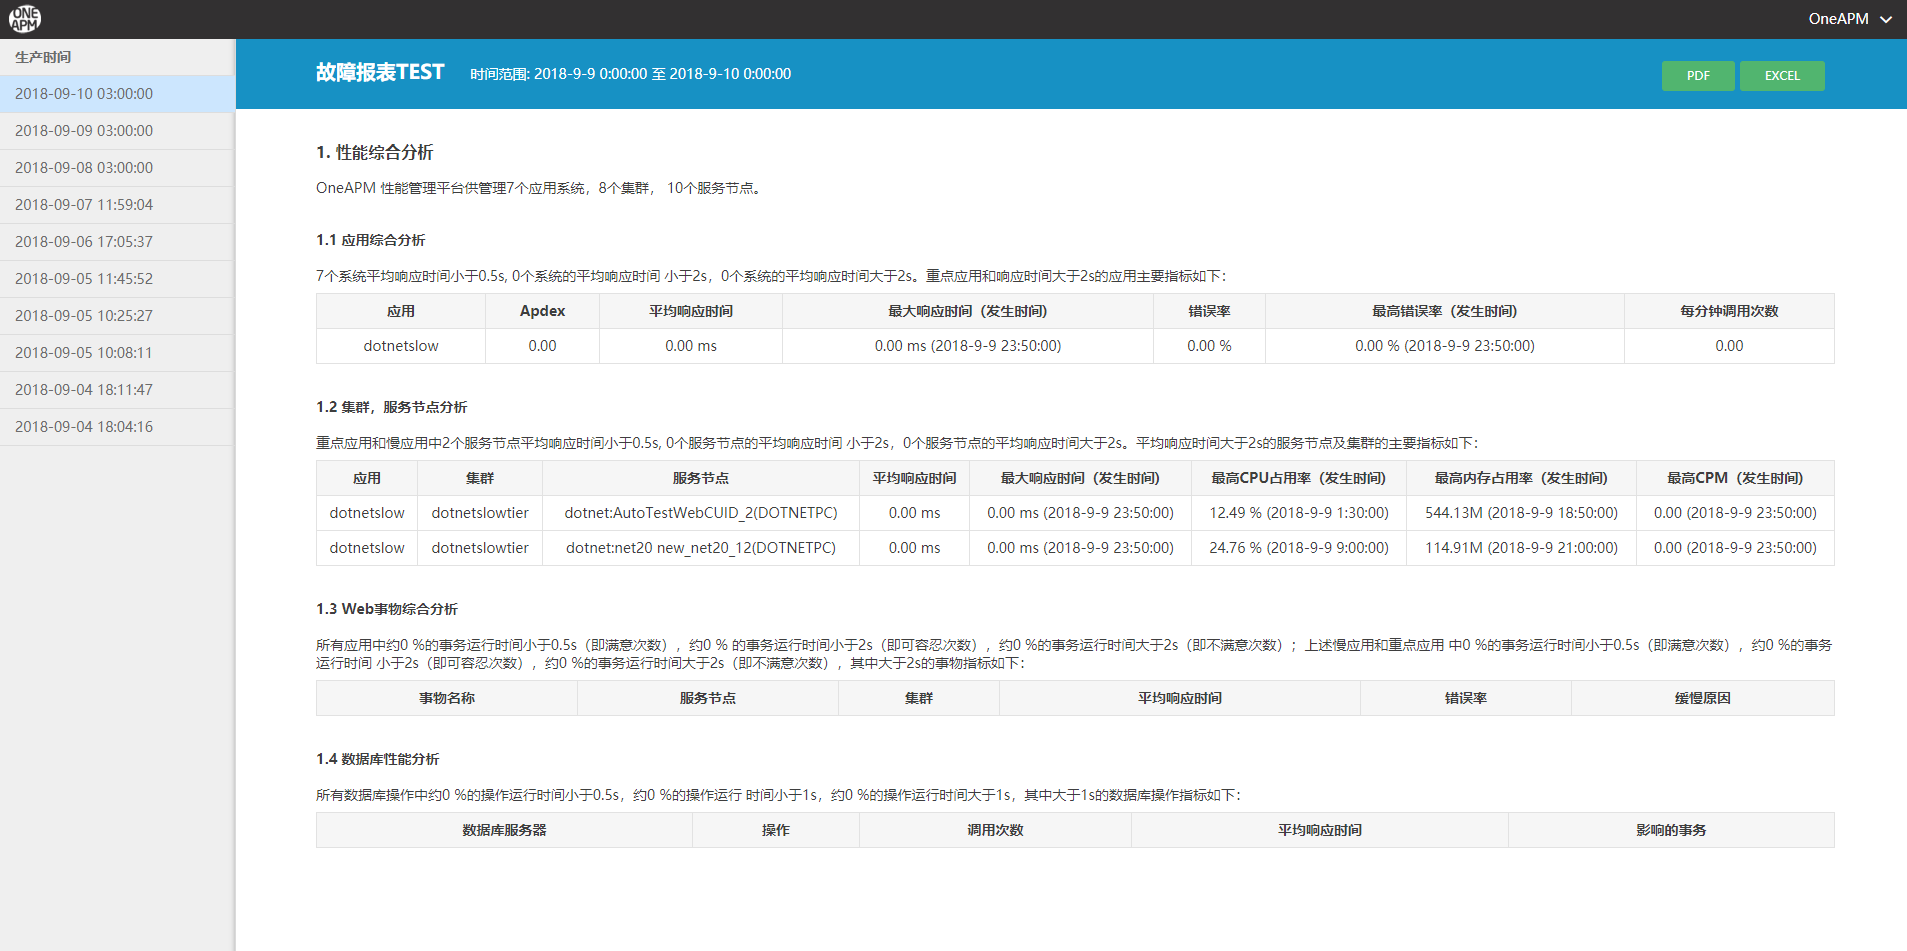 ONE APM
OneAPM
生产时间
2018-09-10 03:00:00
2018-09-09 03:00:00
2018-09-08 03:00:00
2018-09-07 11:59:04
2018-09-06 17:05:37
2018-09-05 11:45:52
2018-09-05 10:25:27
2018-09-05 10:08:11
2018-09-04 18:11:47
2018-09-04 18:04:16
故障报表TEST 时间范围: 2018-9-9 0:00:00 至 2018-9-10 0:00:00 PDF EXCEL
1. 性能综合分析
OneAPM 性能管理平台供管理7个应用系统，8个集群， 10个服务节点。
1.1 应用综合分析
7个系统平均响应时间小于0.5s, 0个系统的平均响应时间 小于2s，0个系统的平均响应时间大于2s。重点应用和响应时间大于2s的应用主要指标如下：
应用 Apdex 平均响应时间 最大响应时间（发生时间） 错误率 最高错误率（发生时间） 每分钟调用次数
dotnetslow 0.00 0.00 ms 0.00 ms (2018-9-9 23:50:00) 0.00 % 0.00 % (2018-9-9 23:50:00) 0.00
1.2 集群，服务节点分析
重点应用和慢应用中2个服务节点平均响应时间小于0.5s, 0个服务节点的平均响应时间 小于2s，0个服务节点的平均响应时间大于2s。平均响应时间大于2s的服务节点及集群的主要指标如下：
应用 集群 服务节点 平均响应时间 最大响应时间（发生时间） 最高CPU占用率（发生时间） 最高内存占用率（发生时间） 最高CPM（发生时间）
dotnetslow dotnetslowtier dotnet:AutoTestWebCUID_2(DOTNETPC) 0.00 ms 0.00 ms (2018-9-9 23:50:00) 12.49 % (2018-9-9 1:30:00) 544.13M (2018-9-9 18:50:00) 0.00 (2018-9-9 23:50:00)
dotnetslow dotnetslowtier dotnet:net20 new_net20_12(DOTNETPC) 0.00 ms 0.00 ms (2018-9-9 23:50:00) 24.76 % (2018-9-9 9:00:00) 114.91M (2018-9-9 21:00:00) 0.00 (2018-9-9 23:50:00)
1.3 Web事物综合分析
所有应用中约0 %的事务运行时间小于0.5s（即满意次数），约0 % 的事务运行时间小于2s（即可容忍次数），约0 %的事务运行时间大于2s（即不满意次数）；上述慢应用和重点应用 中0 %的事务运行时间小于0.5s（即满意次数），约0 %的事务
运行时间 小于2s（即可容忍次数），约0 %的事务运行时间大于2s（即不满意次数），其中大于2s的事物指标如下：
事物名称 服务节点 集群 平均响应时间 错误率 缓慢原因
1.4 数据库性能分析
所有数据库操作中约0 %的操作运行时间小于0.5s，约0 %的操作运行 时间小于1s，约0 %的操作运行时间大于1s，其中大于1s的数据库操作指标如下：
数据库服务器 操作 调用次数 平均响应时间 影响的事务